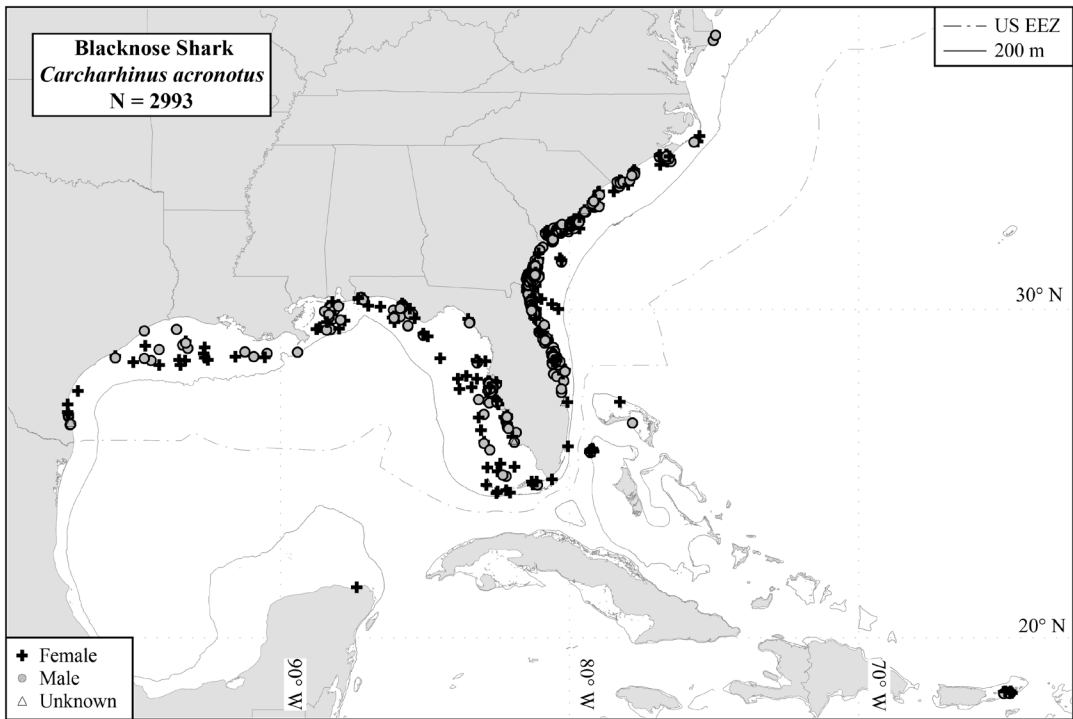 Blacknose Shark
Carcharhinus acronotus
N = 2993
US EEZ
200 m
30° N
20° N
90° W
80° W
70° W
Female
Male
Unknown